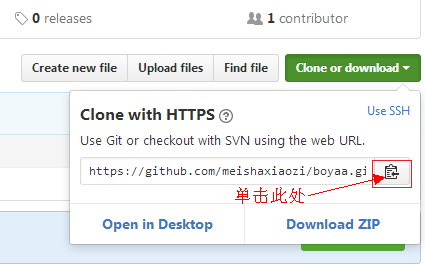 0 releases
1 contributor
Create new file
Upload files
Find file
Clone or download
Clone with HTTPS
Use SSH
Use Git or checkout with SVN using the web URL.
https://github.com/meishaxiaozi/boyaa.gi
单击此处
Open in Desktop
Download ZIP